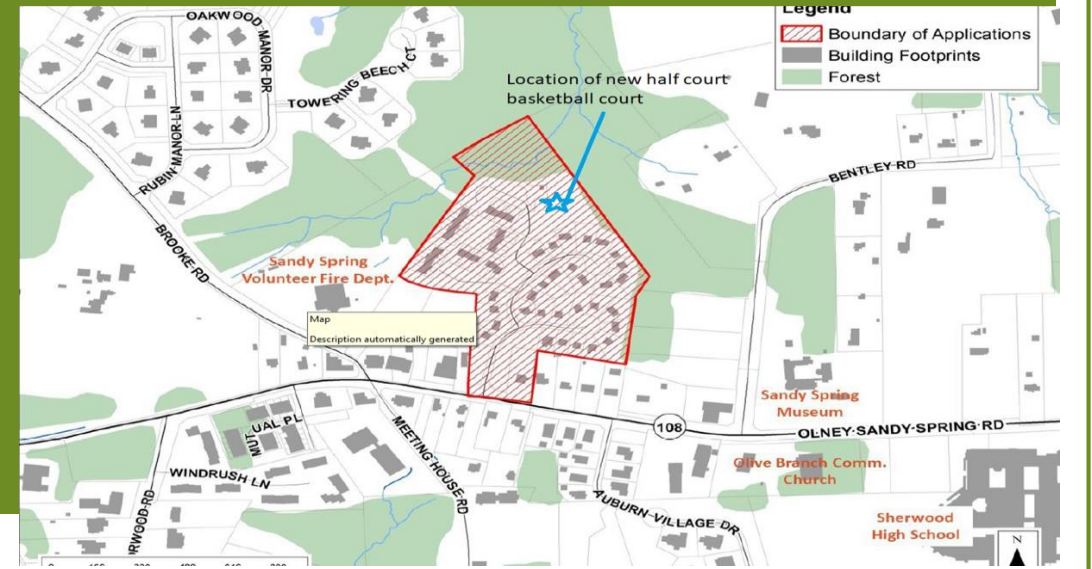 Legend
Boundary of Applications
Building Footprints
Forest
OAKWOOD
MANOR DR
TOWERING BEECH CT
RUBIN MANOR LN
Location of new half court
basketball court
BENTLEY RD
BROOKE RD
Sandy Spring
Volunteer Fire Dept.
Map
Description automatically generated
Sandy Spring
Museum
108
OLNEY-SANDY-SPRING-RD
MUTUAL PL
MEETING HOUSE RD
WINDRUSH LN
Olive Branch Comm.
Church
AUBURN-VILLAGE-DR
Sherwood
High School
N